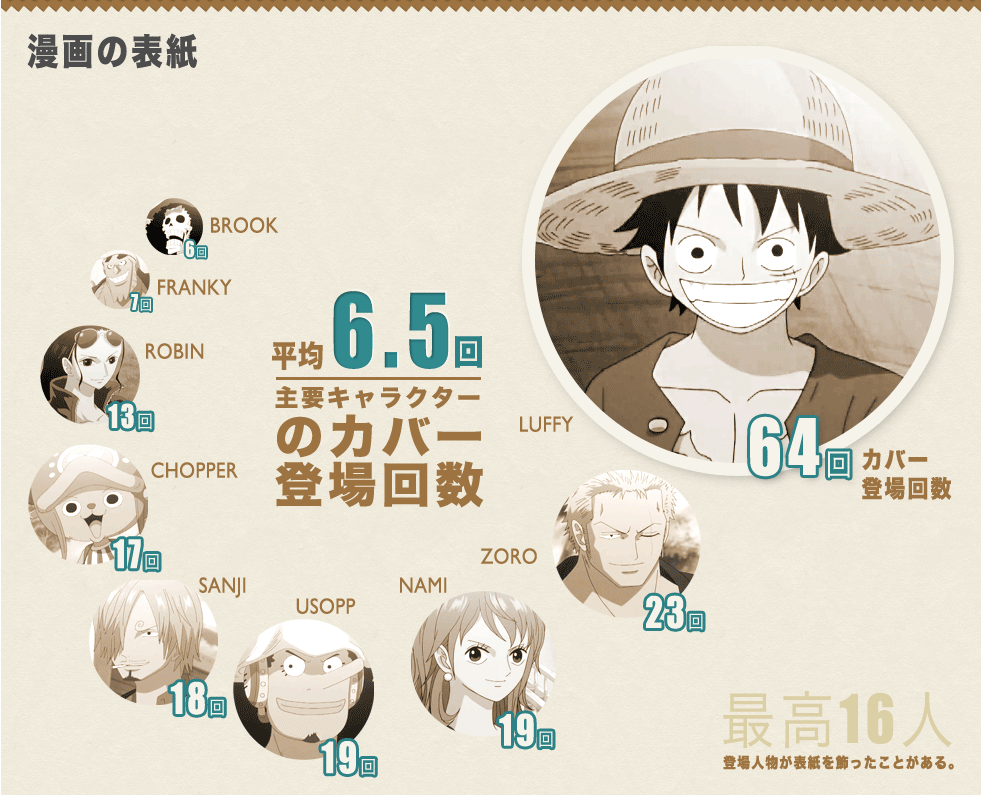 漫画の表紙
BROOK
6回
FRANKY
7回
ROBIN
13回
CHOPPER
17回
SANJI
18回
USOPP
19回
NAMI
19回
ZORO
23回
LUFFY
64回
カバー
登場回数
平均6.5回
主要キャラクター
のカバー
登場回数
最高16人
登場人物が表紙を飾ったことがある。